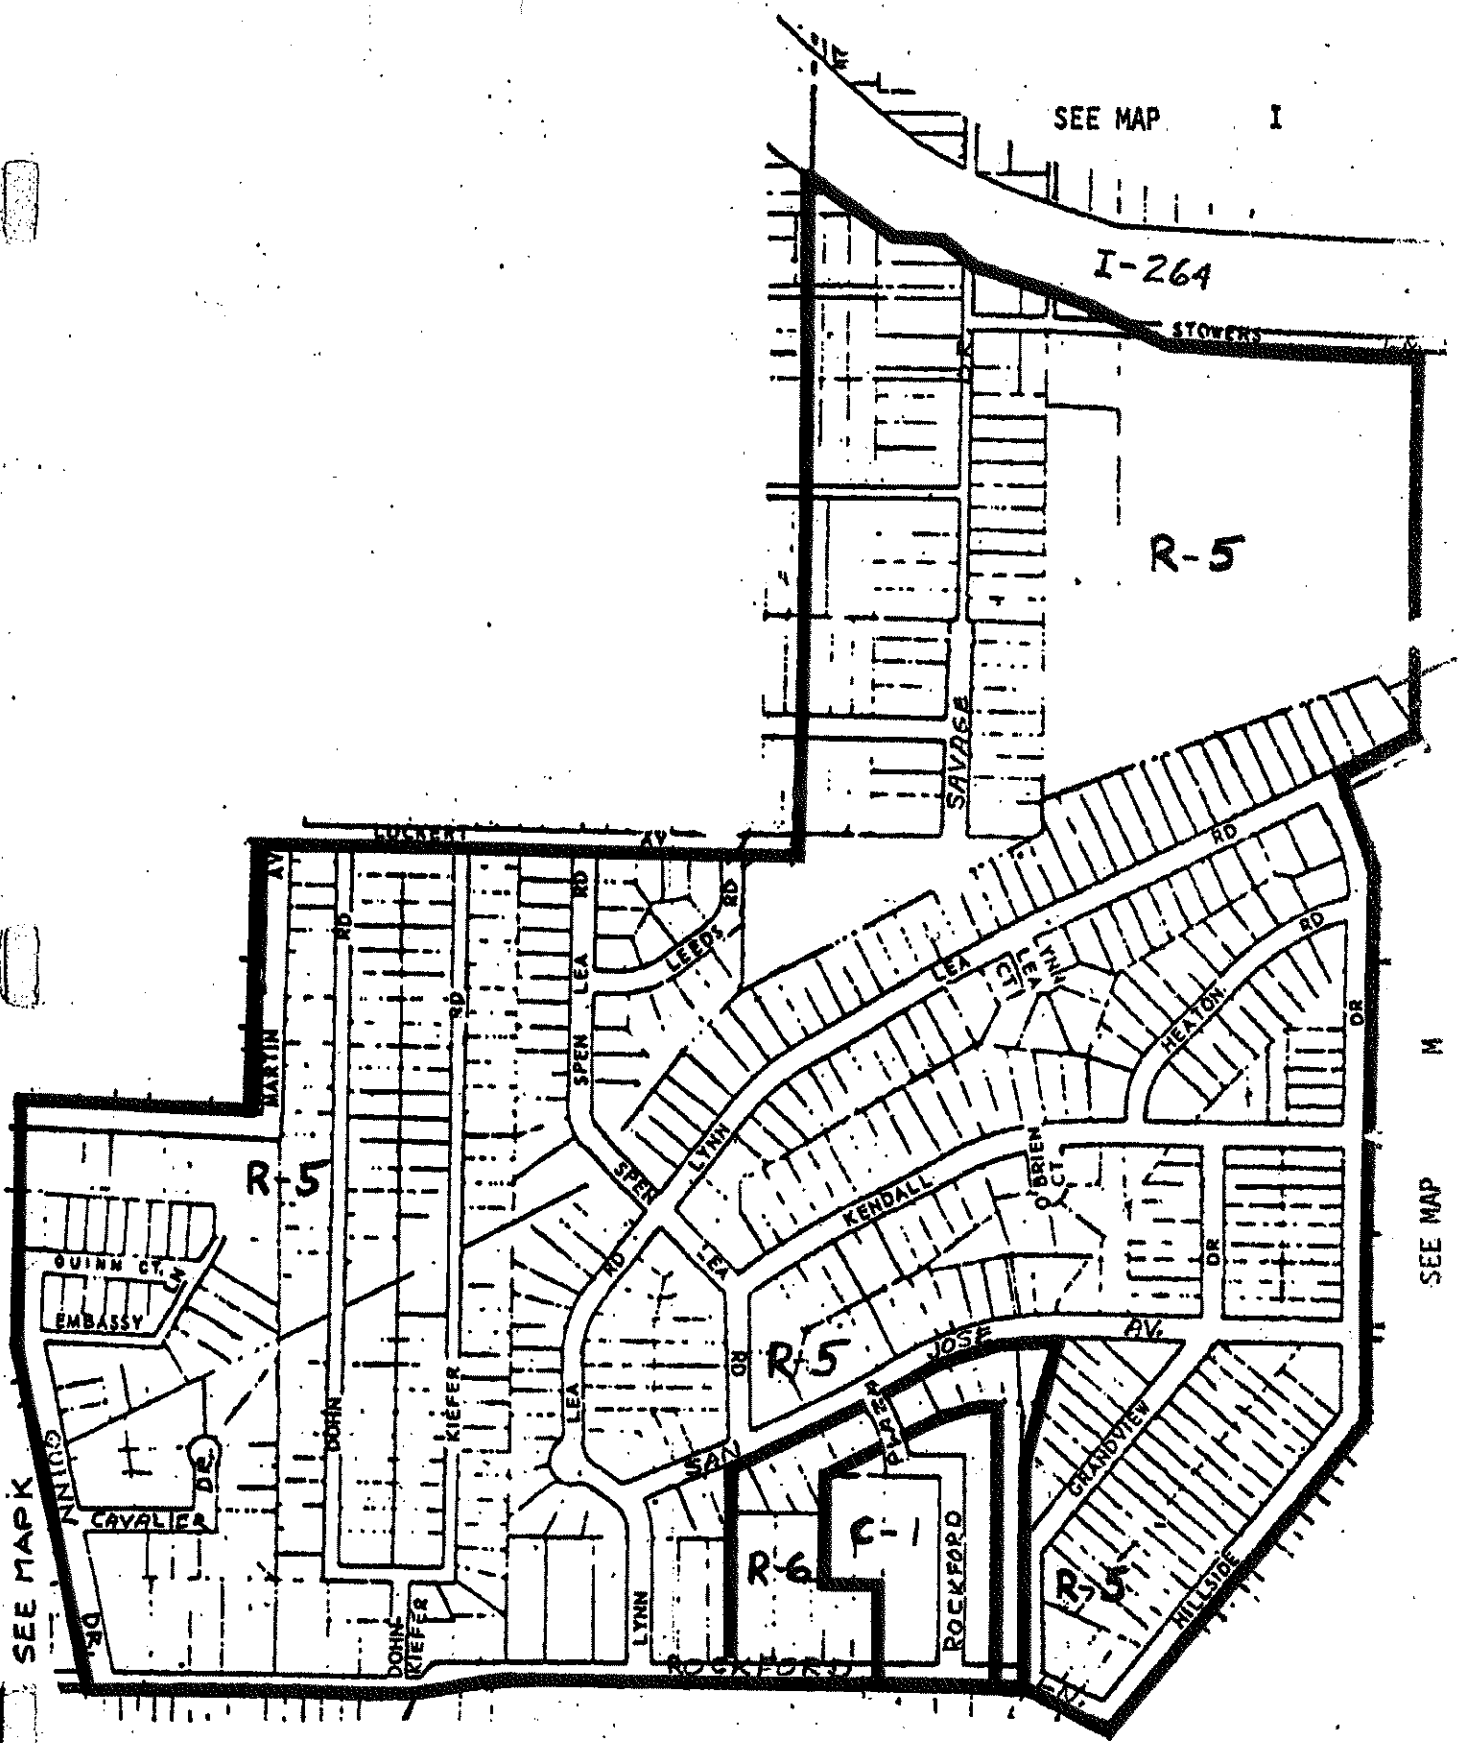 SEE MAP I
I-264
STOWERS
R-5
SAVAGE
LOCKERT AV
MARTIN AV
RD
RD
SPEN LEA RD
LEEDS RD
LEA RD
LYNN LEA CT
HEATON RD
DR
SEE MAP M
R-5
SPEN
LYNN
KENDALL
O'BRIEN CT
QUINN CT.
EMBASSY LN
RD
LEA
RD
DR
R-5
SAN JOSE AV.
LEA
DOHN
KIEFER
PLAZA
GRANDVIEW
SEE MAP K
QUINN DR.
CAVALIER DR.
R-6
C-1
ROCKFORD
R-5
HILLSIDE
DOHN
KIEFER
LYNN
ROCKFORD
LN.